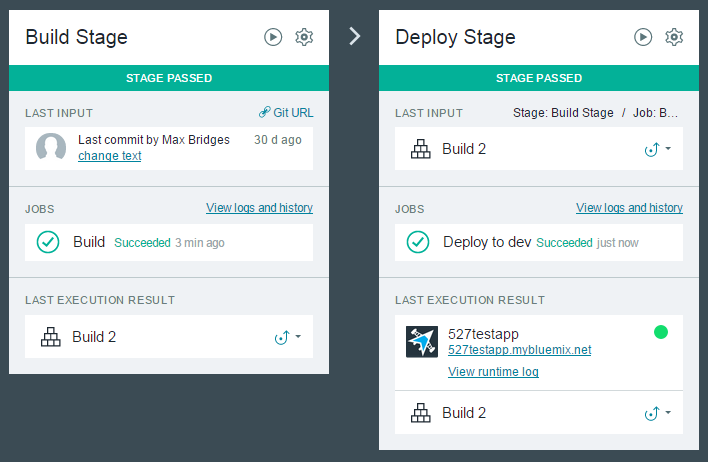 Build Stage
STAGE PASSED
LAST INPUT Git URL
Last commit by Max Bridges 30 d ago
change text
JOBS View logs and history
Build Succeeded 3 min ago
LAST EXECUTION RESULT
Build 2
Deploy Stage
STAGE PASSED
LAST INPUT Stage: Build Stage / Job: B...
Build 2
JOBS View logs and history
Deploy to dev Succeeded just now
LAST EXECUTION RESULT
527testapp
527testapp.mybluemix.net
View runtime log
Build 2